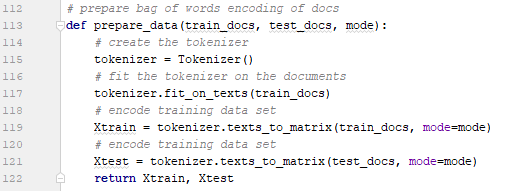 112 # prepare bag of words encoding of docs
113 def prepare_data(train_docs, test_docs, mode):
114     # create the tokenizer
115     tokenizer = Tokenizer()
116     # fit the tokenizer on the documents
117     tokenizer.fit_on_texts(train_docs)
118     # encode training data set
119     Xtrain = tokenizer.texts_to_matrix(train_docs, mode=mode)
120     # encode training data set
121     Xtest = tokenizer.texts_to_matrix(test_docs, mode=mode)
122     return Xtrain, Xtest